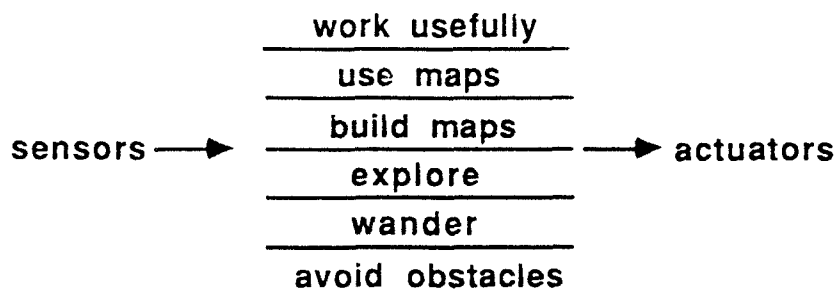 work usefully
use maps
build maps
sensors
actuators
explore
wander
avoid obstacles